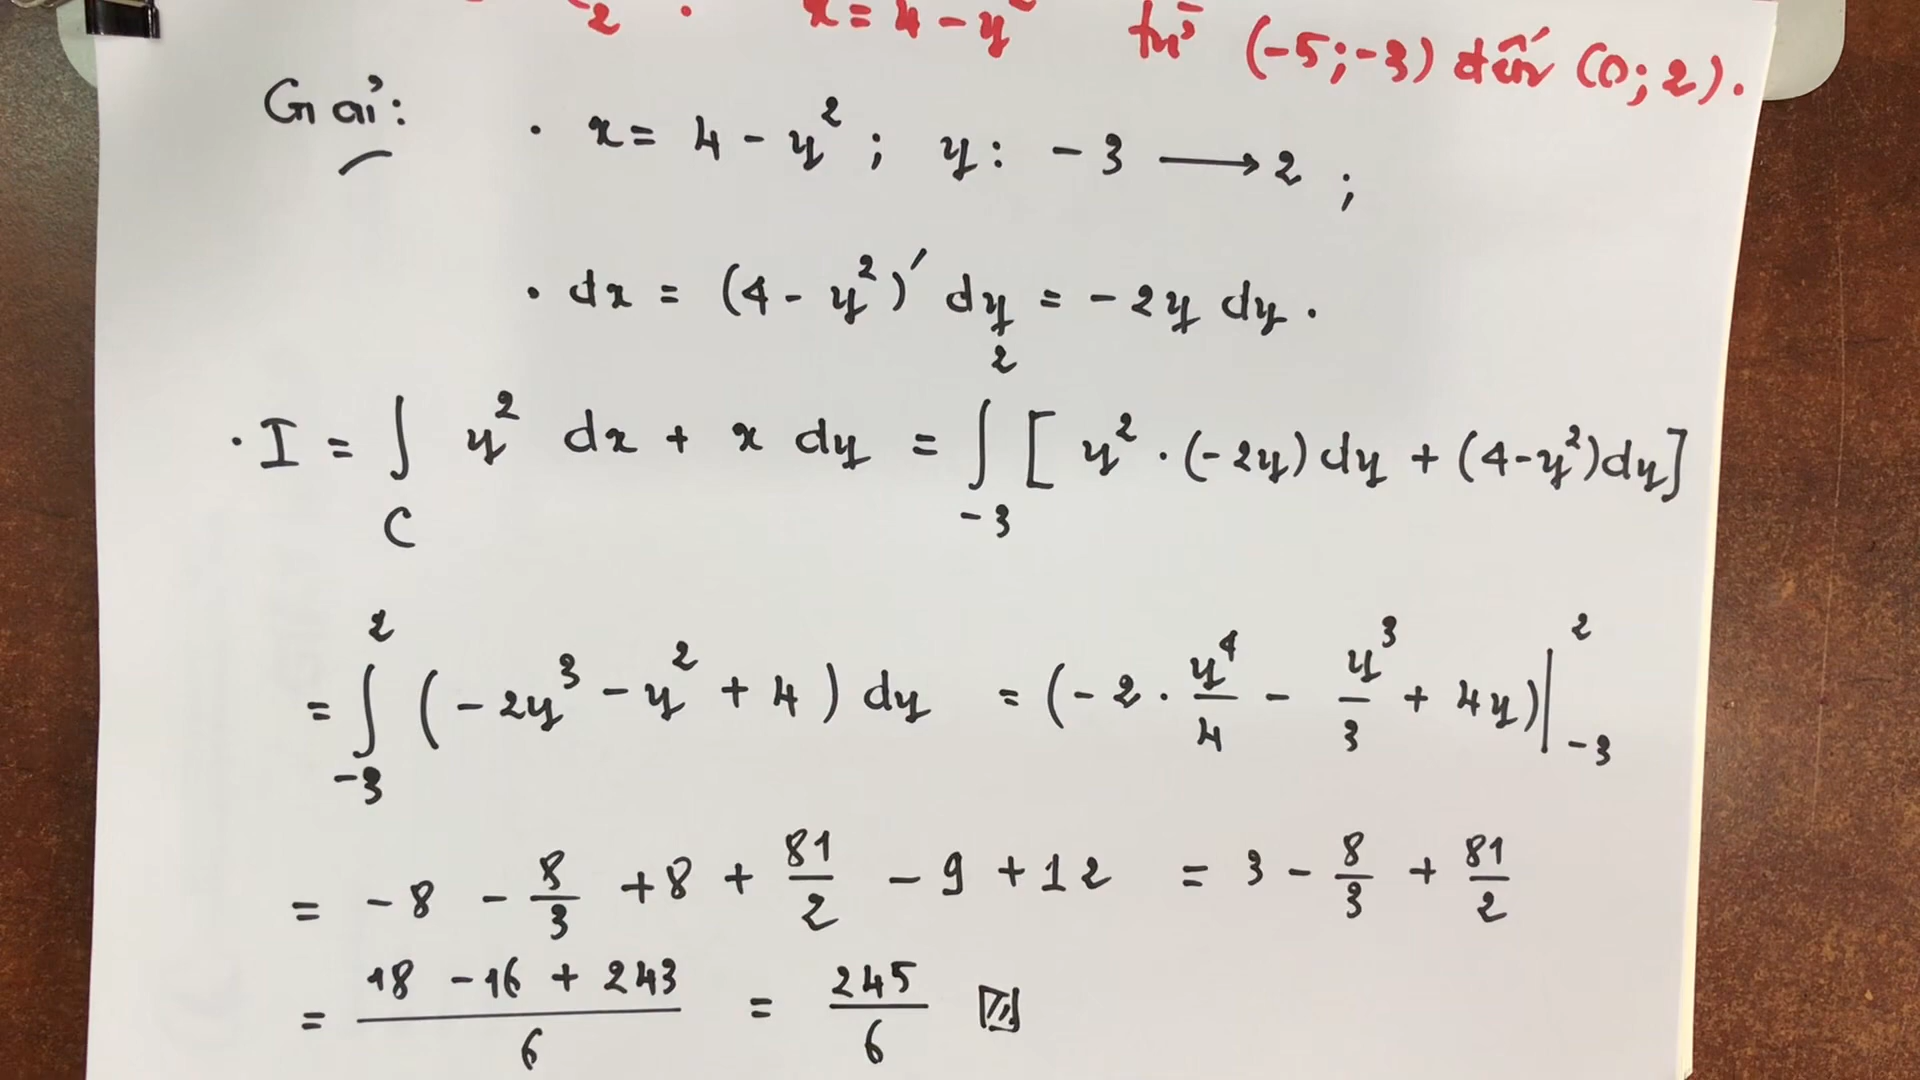 2 . x = 4 - y² từ (-5;-3) đến (0;2).
Giải:
. x = 4 - y² ; y : -3 ⟶ 2 ;
. dx = (4 - y²)' dy = -2y dy .
. I = ∫_C y² dx + x dy = ∫_{-3}^{2} [ y² . (-2y) dy + (4-y²)dy]
= ∫_{-3}^{2} ( -2y³ - y² + 4 ) dy = (-2 . y⁴/4 - y³/3 + 4y)|_{-3}^{2}
= -8 - 8/3 + 8 + 81/2 - 9 + 12 = 3 - 8/3 + 81/2
= (18 - 16 + 243)/6 = 245/6